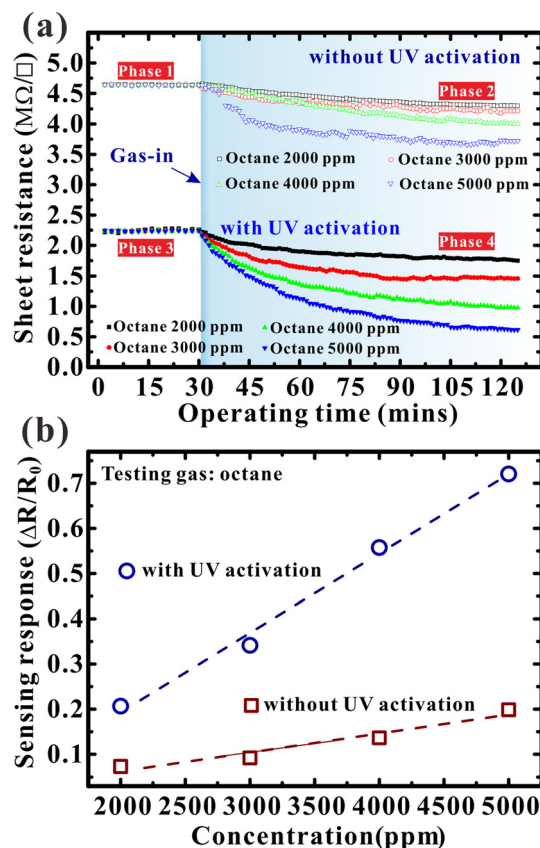 (a)
without UV activation
5.0
4.5
4.0
3.5
3.0
2.5
2.0
1.5
1.0
0.5
0.0
Sheet resistance (MΩ/□)
Phase 1
Phase 2
Gas-in
Octane 2000 ppm
Octane 3000 ppm
Octane 4000 ppm
Octane 5000 ppm
with UV activation
Phase 3
Phase 4
Octane 2000 ppm
Octane 4000 ppm
Octane 3000 ppm
Octane 5000 ppm
0 15 30 45 60 75 90 105 120
Operating time (mins)
(b)
Testing gas: octane
0.7
0.6
0.5
0.4
0.3
0.2
0.1
Sensing response (ΔR/R0)
with UV activation
without UV activation
2000 2500 3000 3500 4000 4500 5000
Concentration(ppm)